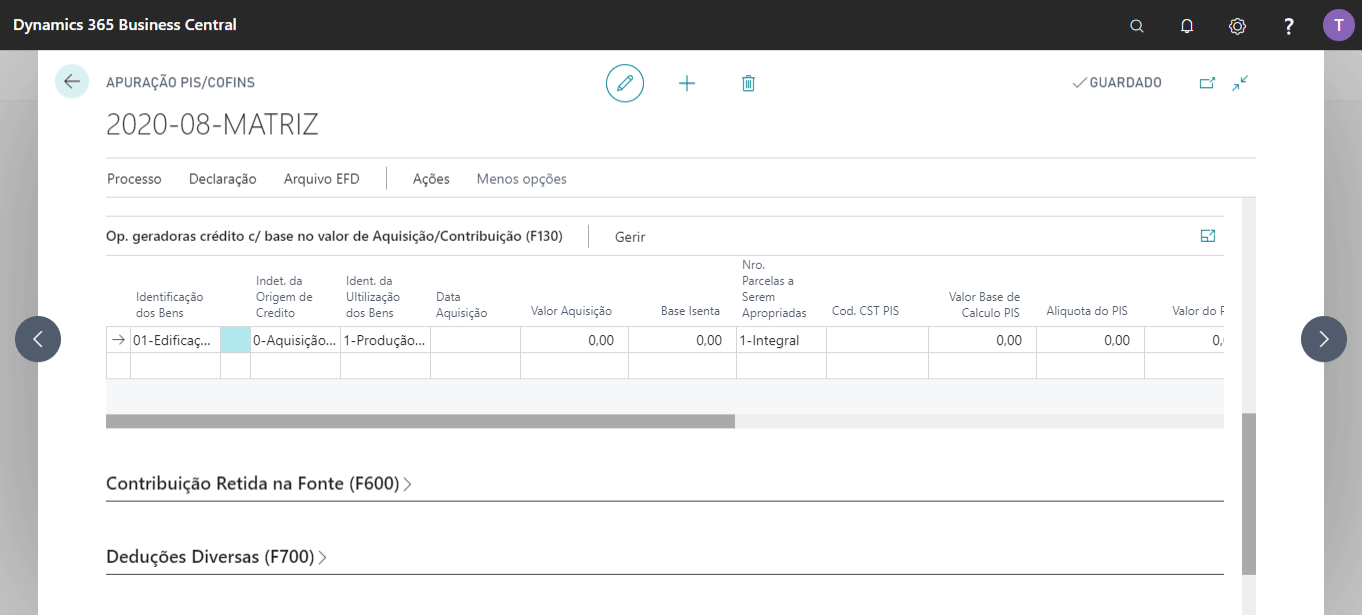 Dynamics 365 Business Central
?
T
APURAÇÃO PIS/COFINS
GUARDADO
2020-08-MATRIZ
Processo Declaração Arquivo EFD Ações Menos opções
Op. geradoras crédito c/ base no valor de Aquisição/Contribuição (F130) Gerir
Identificação
dos Bens
Indet. da
Origem de
Credito
Ident. da
Ultilização
dos Bens
Data
Aquisição
Valor Aquisição
Base Isenta
Nro.
Parcelas a
Serem
Apropriadas
Cod. CST PIS
Valor Base de
Calculo PIS
Aliquota do PIS
Valor do P
01-Edificaç... 0-Aquisição... 1-Produção... 0,00 0,00 1-Integral 0,00 0,00 0,
Contribuição Retida na Fonte (F600)
Deduções Diversas (F700)